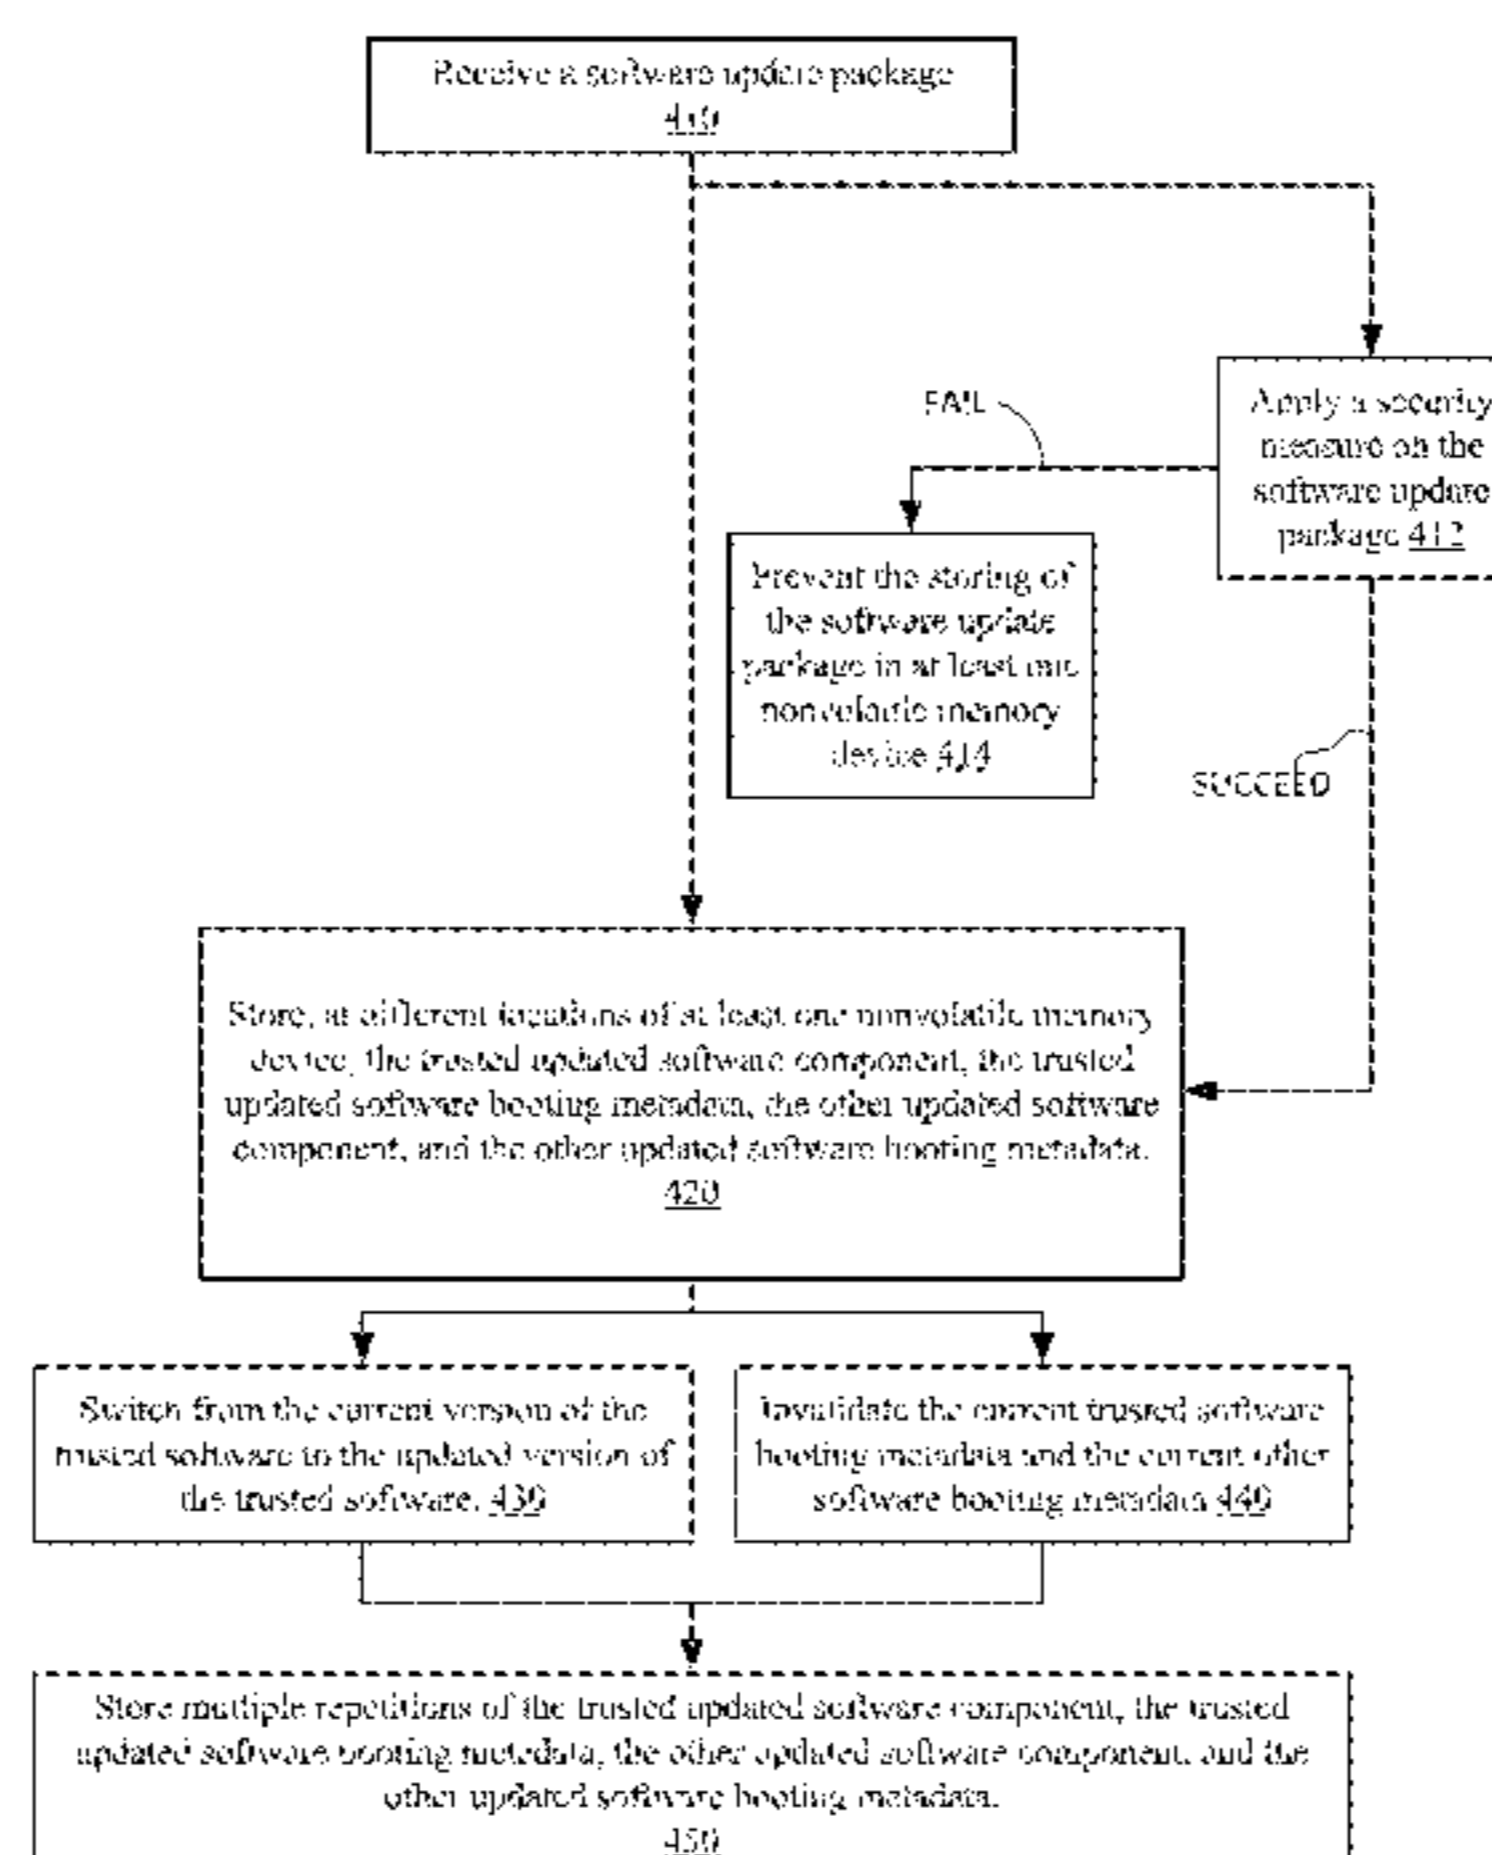 Receive a software update package
410
Apply a security
measure on the
software update
package 412
FAIL
Prevent the storing of
the software update
package in at least one
nonvolatile memory
device 414
SUCCEED
Store, at different locations of at least one nonvolatile memory
device, the trusted updated software component, the trusted
updated software booting metadata, the other updated software
component, and the other updated software booting metadata.
420
Switch from the current version of the
trusted software to the updated version of
the trusted software. 430
Invalidate the current trusted software
booting metadata and the current other
software booting metadata 440
Store multiple repetitions of the trusted updated software component, the trusted
updated software booting metadata, the other updated software component, and the
other updated software booting metadata.
450